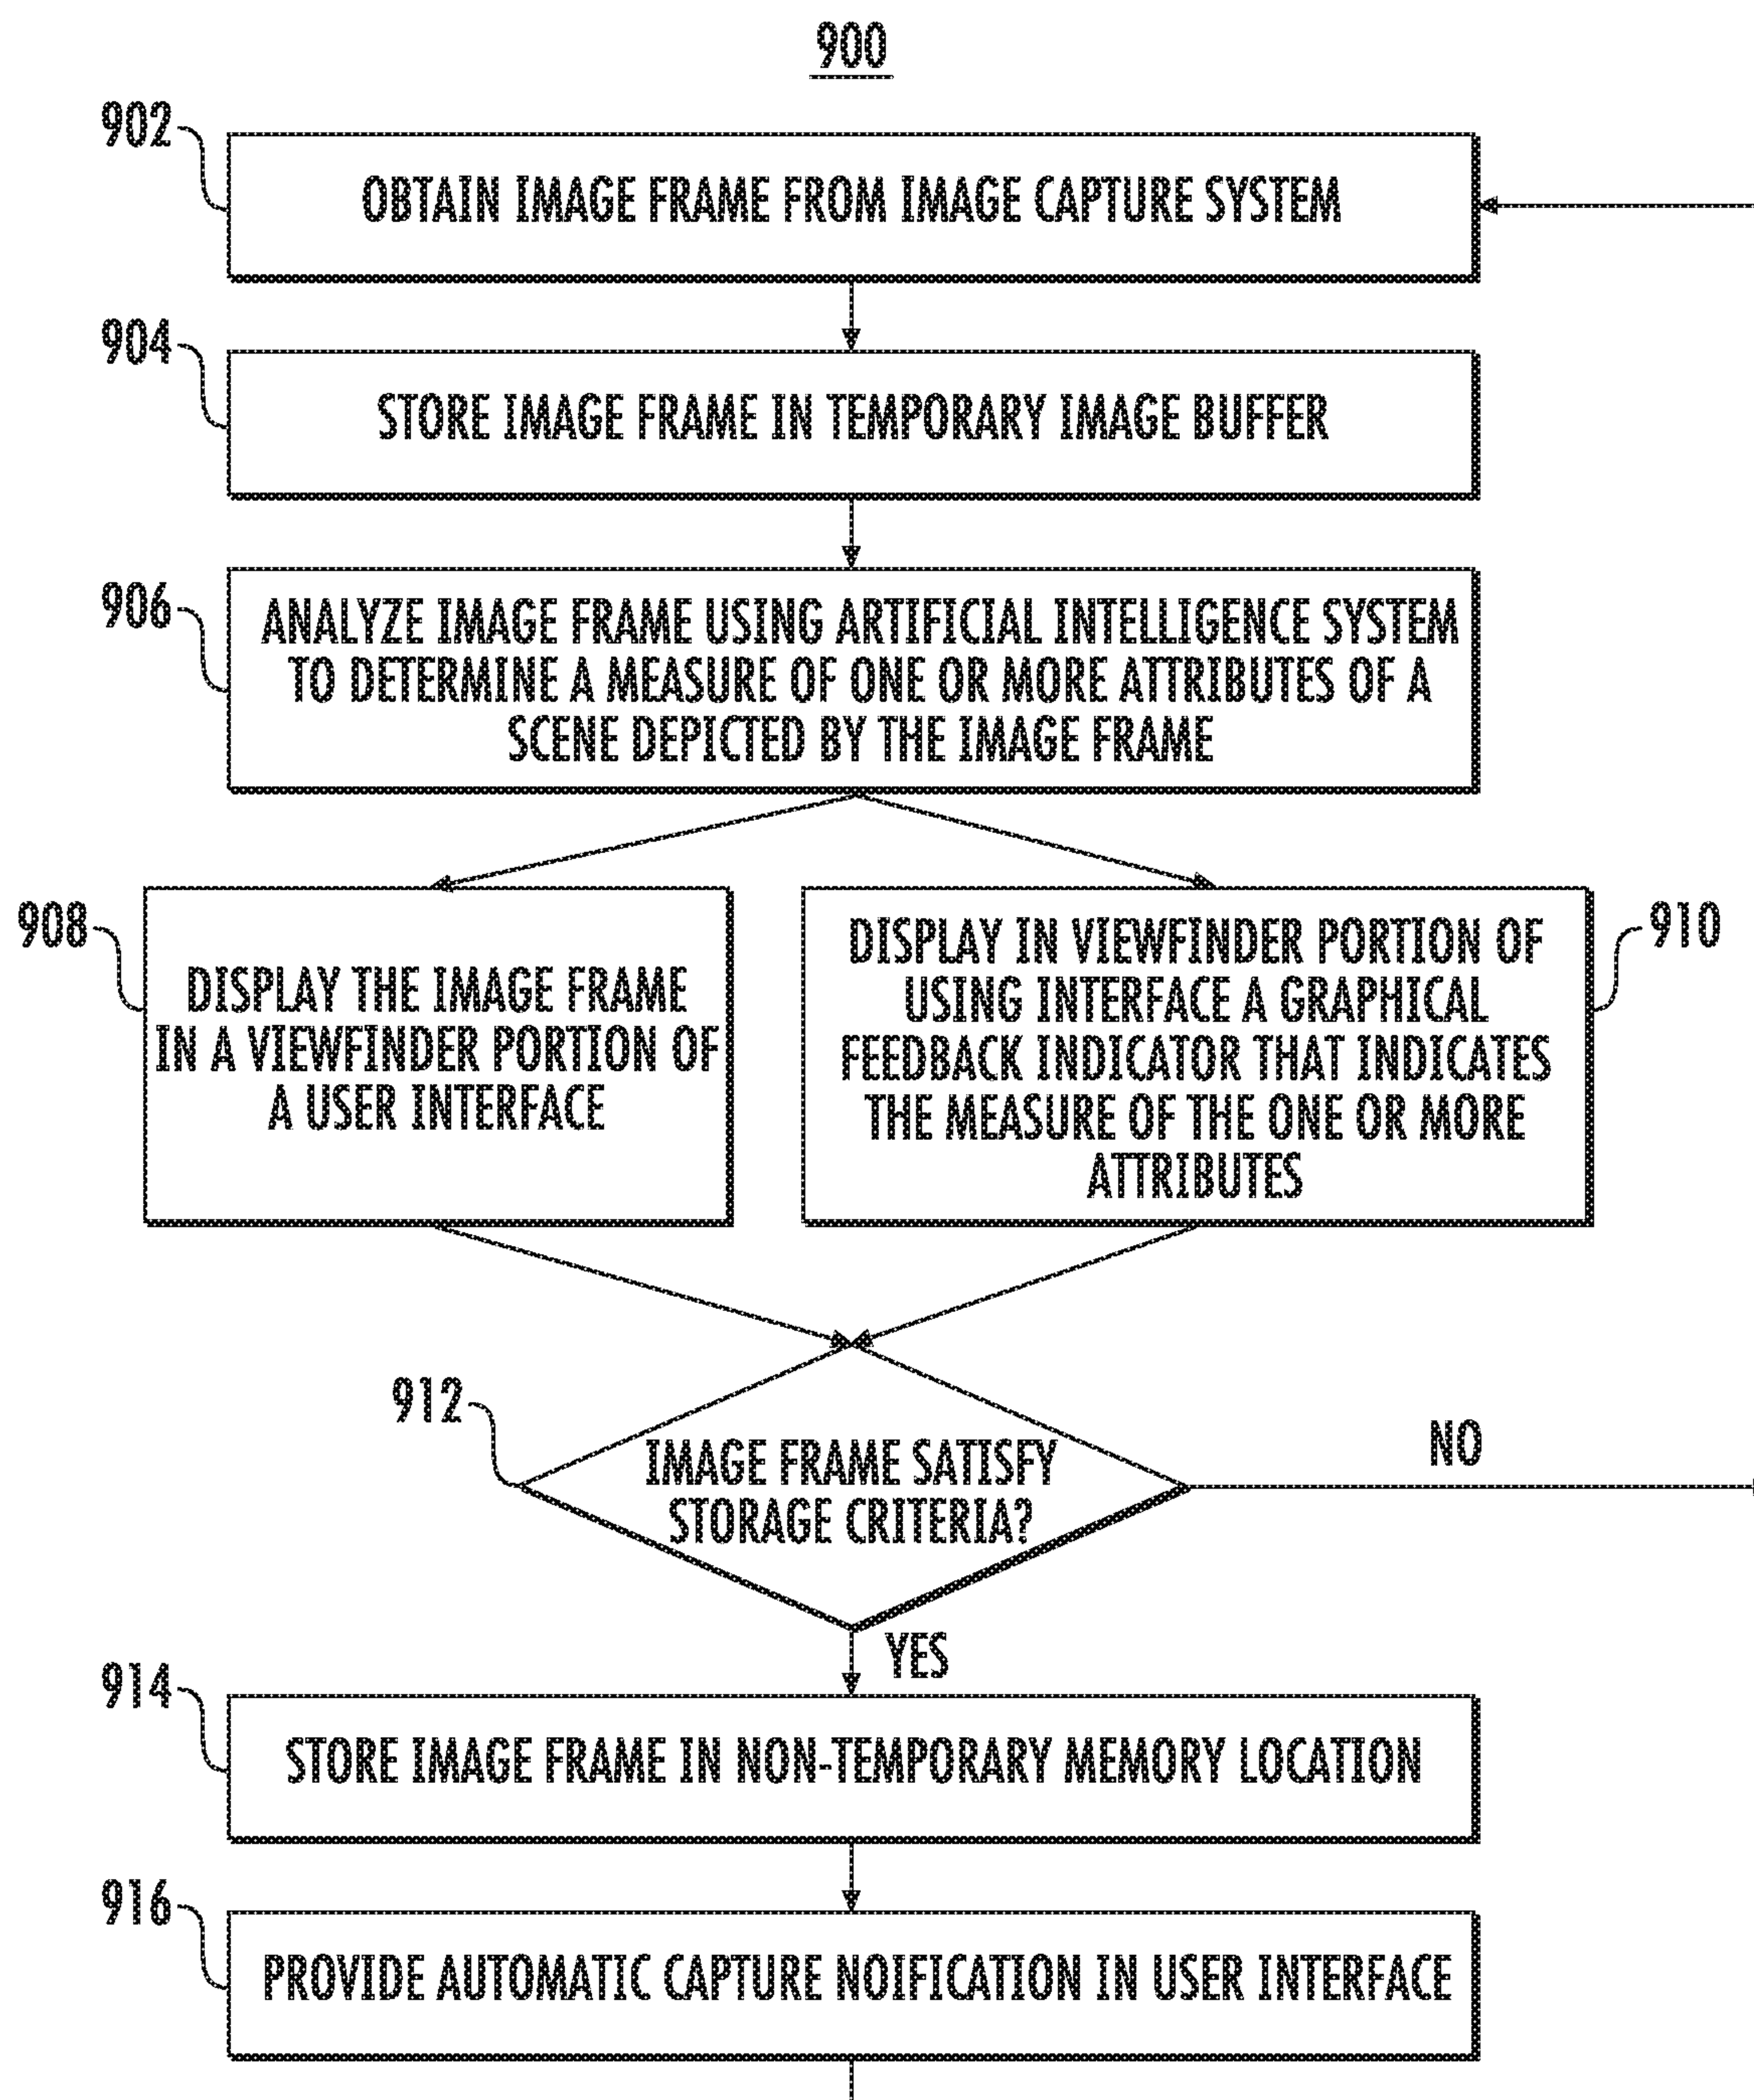 900
902
OBTAIN IMAGE FRAME FROM IMAGE CAPTURE SYSTEM
904
STORE IMAGE FRAME IN TEMPORARY IMAGE BUFFER
906
ANALYZE IMAGE FRAME USING ARTIFICIAL INTELLIGENCE SYSTEM
TO DETERMINE A MEASURE OF ONE OR MORE ATTRIBUTES OF A
SCENE DEPICTED BY THE IMAGE FRAME
908
DISPLAY THE IMAGE FRAME
IN A VIEWFINDER PORTION OF
A USER INTERFACE
910
DISPLAY IN VIEWFINDER PORTION OF
USING INTERFACE A GRAPHICAL
FEEDBACK INDICATOR THAT INDICATES
THE MEASURE OF THE ONE OR MORE
ATTRIBUTES
912
IMAGE FRAME SATISFY
STORAGE CRITERIA?
NO
YES
914
STORE IMAGE FRAME IN NON-TEMPORARY MEMORY LOCATION
916
PROVIDE AUTOMATIC CAPTURE NOIFICATION IN USER INTERFACE